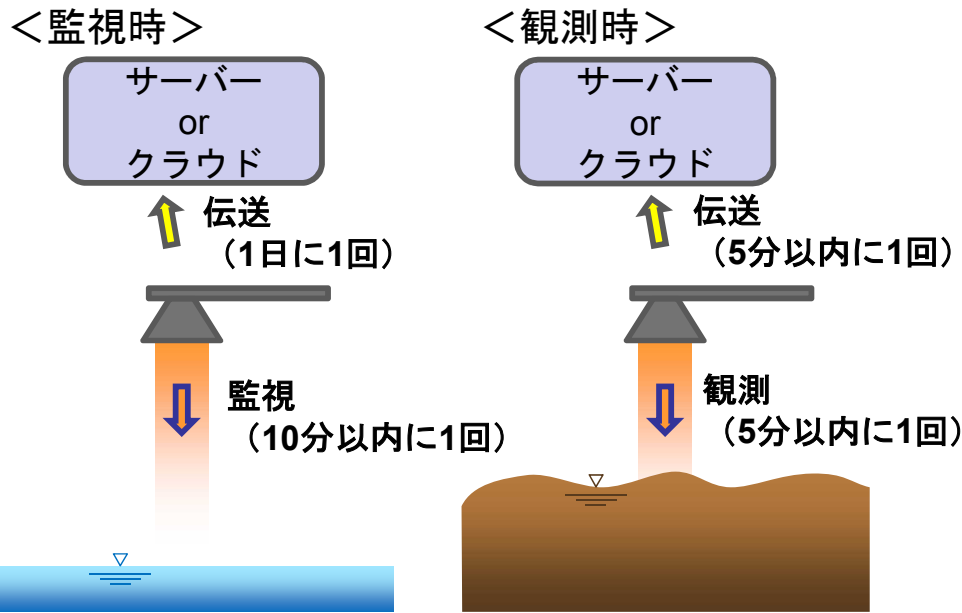 ＜監視時＞
サーバー
or
クラウド
伝送
（1日に1回）
監視
（10分以内に1回）
＜観測時＞
サーバー
or
クラウド
伝送
（5分以内に1回）
観測
（5分以内に1回）